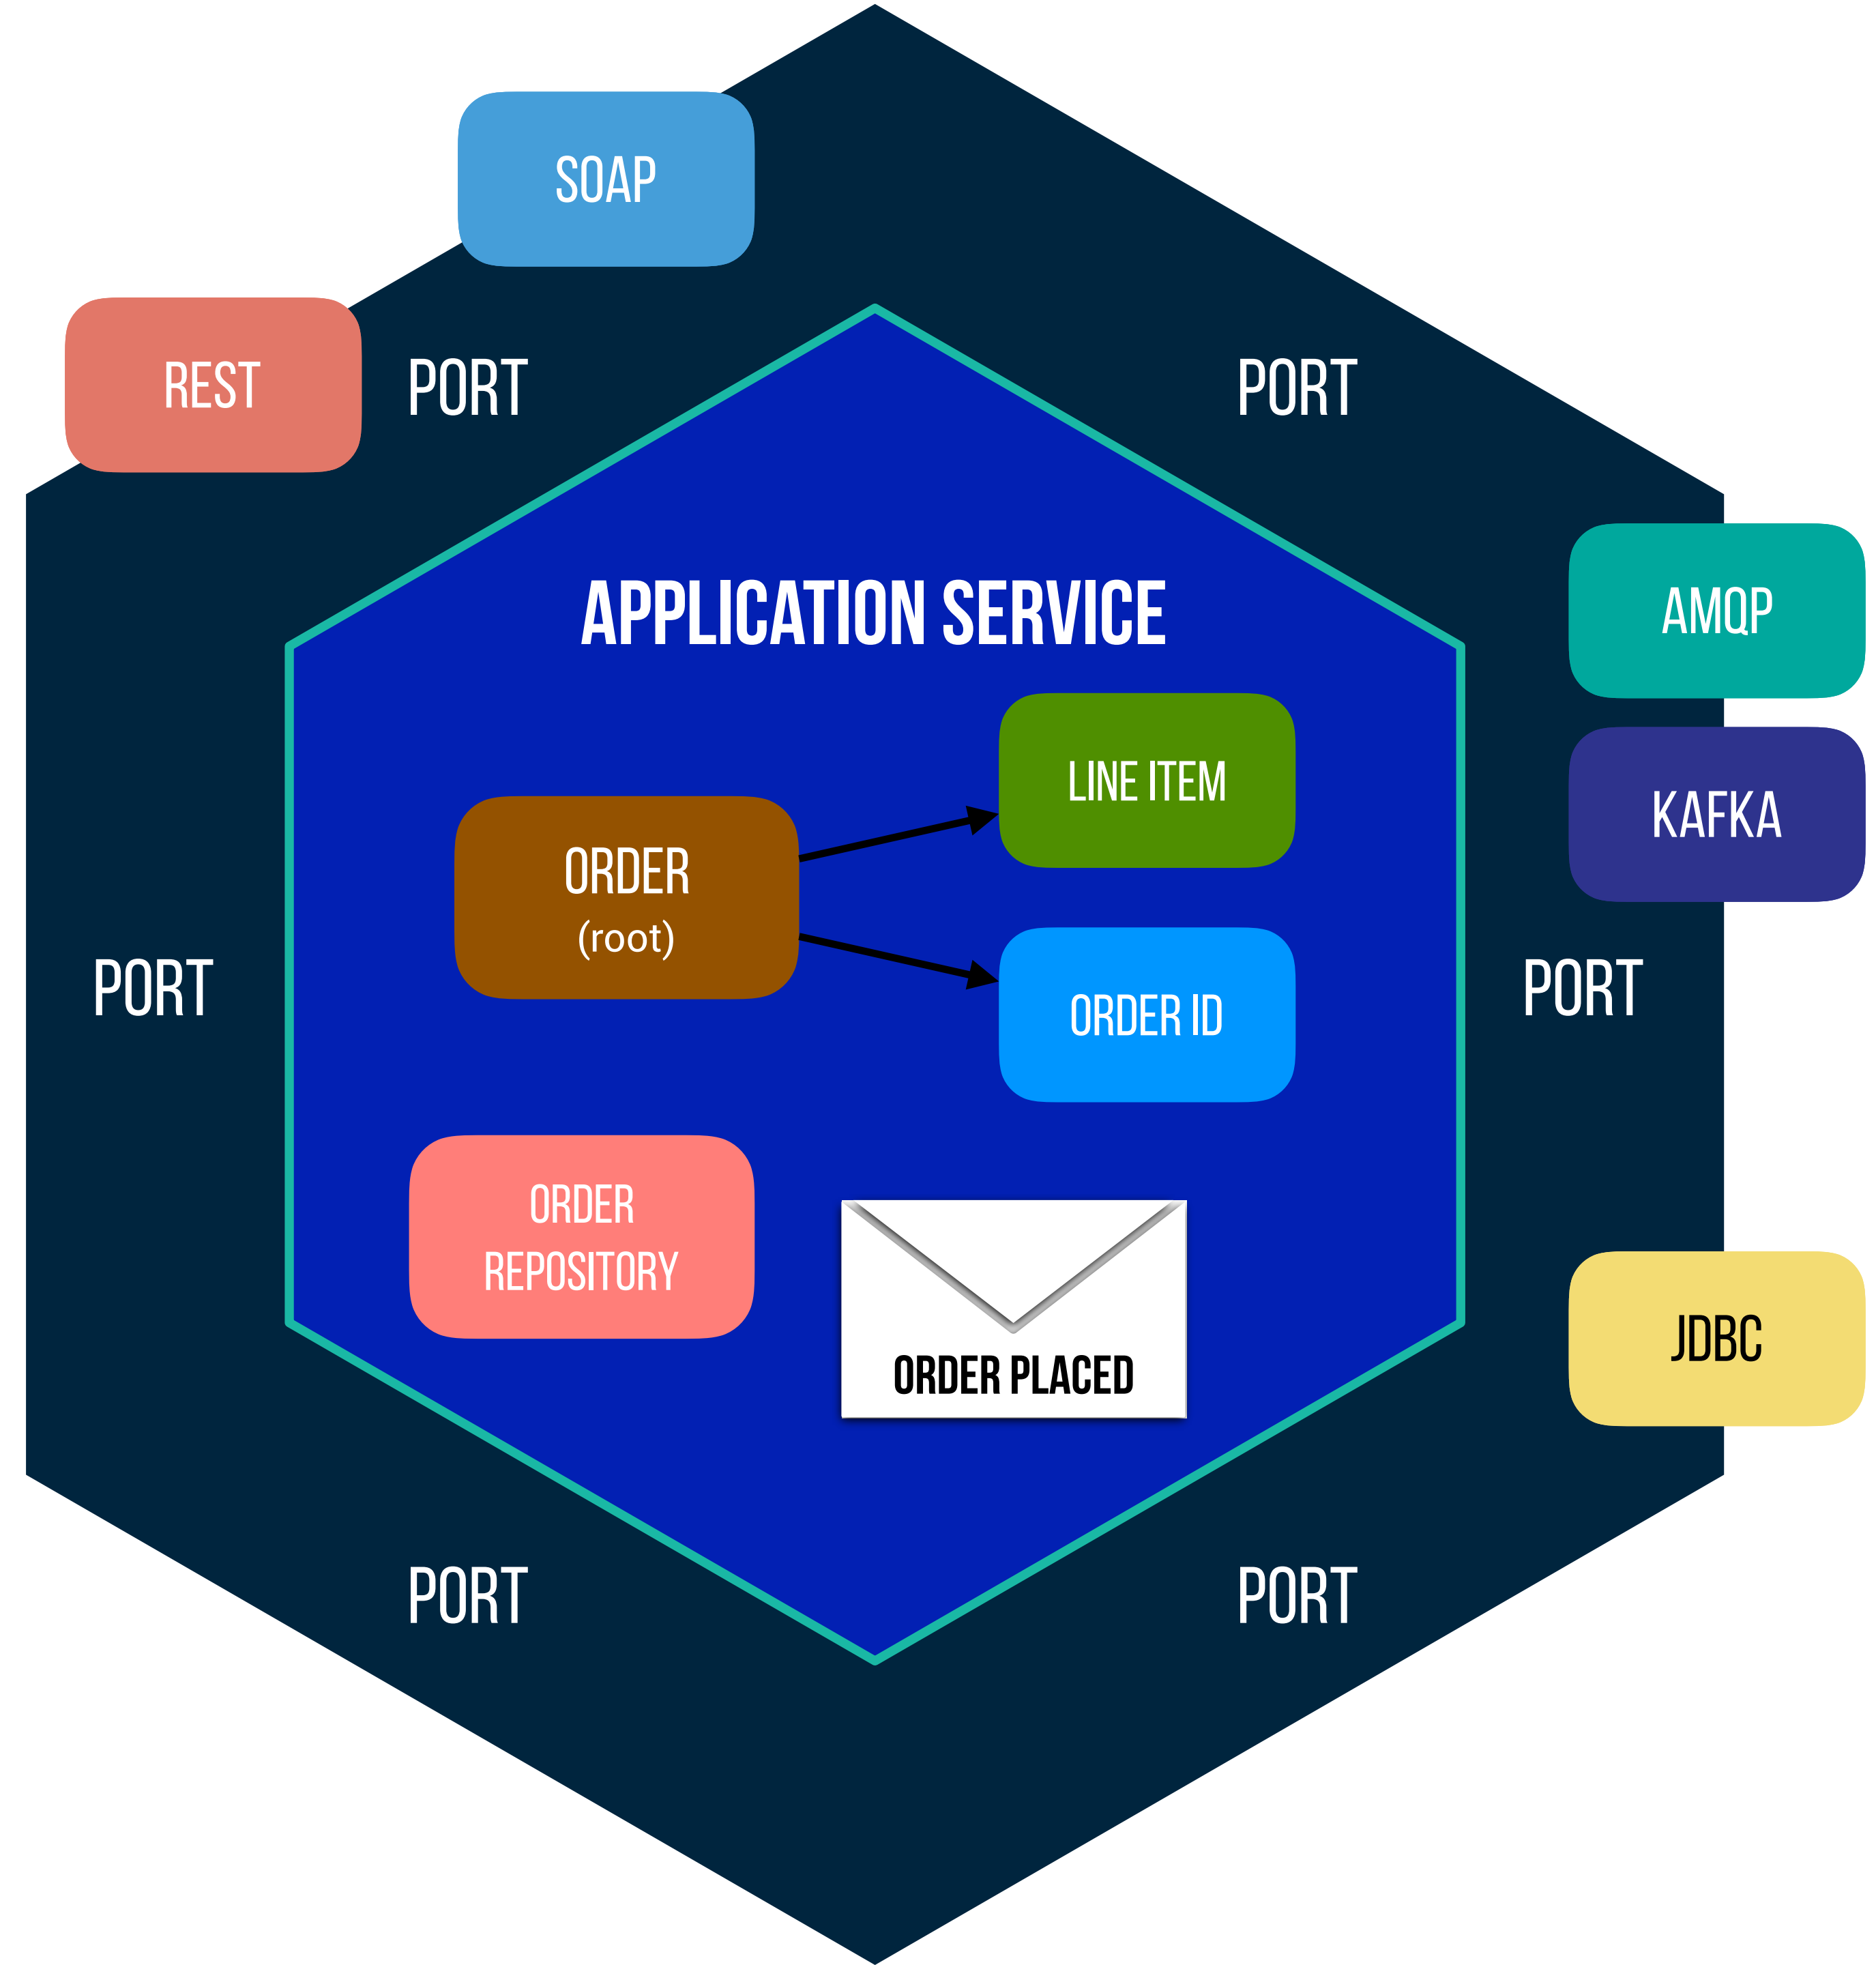 SOAP
REST
PORT
PORT
APPLICATION SERVICE
AMQP
LINE ITEM
KAFKA
ORDER
(root)
PORT
PORT
ORDER ID
ORDER
REPOSITORY
ORDER PLACED
JDBC
PORT
PORT